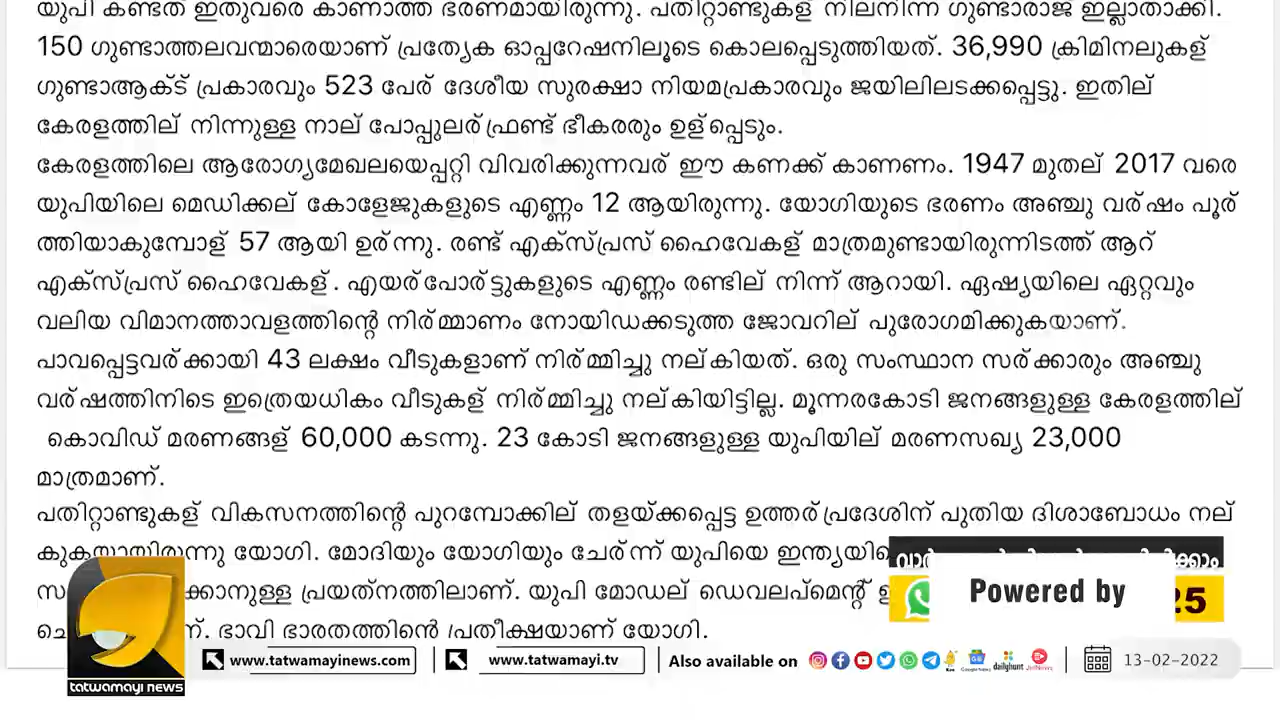 യുപി കണ്ടത് ഇതുവരെ കാണാത്ത ഭരണമായിരുന്നു. പതിറ്റാണ്ടുകള് നിലനിന്ന ഗുണ്ടാരാജ് ഇല്ലാതാക്കി.
150 ഗുണ്ടാത്തലവന്മാരെയാണ് പ്രത്യേക ഓപ്പറേഷനിലൂടെ കൊലപ്പെടുത്തിയത്. 36,990 ക്രിമിനലുകള്
ഗുണ്ടാആക്ട് പ്രകാരവും 523 പേര് ദേശീയ സുരക്ഷാ നിയമപ്രകാരവും ജയിലിലടക്കപ്പെട്ടു. ഇതില്
കേരളത്തില് നിന്നുള്ള നാല് പോപ്പുലര് ഫ്രണ്ട് ഭീകരരും ഉള്പ്പെടും.
കേരളത്തിലെ ആരോഗ്യമേഖലയെപ്പറ്റി വിവരിക്കുന്നവര് ഈ കണക്ക് കാണണം. 1947 മുതല് 2017 വരെ
യുപിയിലെ മെഡിക്കല് കോളേജുകളുടെ എണ്ണം 12 ആയിരുന്നു. യോഗിയുടെ ഭരണം അഞ്ചു വര്ഷം പൂര്
ത്തിയാകുമ്പോള് 57 ആയി ഉര്ന്നു. രണ്ട് എക്സ്പ്രസ് ഹൈവേകള് മാത്രമുണ്ടായിരുന്നിടത്ത് ആറ്
എക്സ്പ്രസ് ഹൈവേകള്. എയര്പോര്ട്ടുകളുടെ എണ്ണം രണ്ടില് നിന്ന് ആറായി. ഏഷ്യയിലെ ഏറ്റവും
വലിയ വിമാനത്താവളത്തിന്റെ നിര്മ്മാണം നോയിഡക്കടുത്ത ജോവറില് പുരോഗമിക്കുകയാണ്.
പാവപ്പെട്ടവര്ക്കായി 43 ലക്ഷം വീടുകളാണ് നിര്മ്മിച്ചു നല്കിയത്. ഒരു സംസ്ഥാന സര്ക്കാരും അഞ്ചു
വര്ഷത്തിനിടെ ഇത്രെയധികം വീടുകള് നിര്മ്മിച്ചു നല്കിയിട്ടില്ല. മൂന്നരകോടി ജനങ്ങളുള്ള കേരളത്തില്
കൊവിഡ് മരണങ്ങള് 60,000 കടന്നു. 23 കോടി ജനങ്ങളുള്ള യുപിയില് മരണസഖ്യ 23,000
മാത്രമാണ്.
പതിറ്റാണ്ടുകള് വികസനത്തിന്റെ പുറമ്പോക്കില് തളയ്ക്കപ്പെട്ട ഉത്തര്പ്രദേശിന് പുതിയ ദിശാബോധം നല്
കുകയായിരുന്നു യോഗി. മോദിയും യോഗിയും ചേര്ന്ന് യുപിയെ
പ്രയത്നത്തിലാണ്. യുപി മോഡല് ഡെവലപ്മെന്റ്
ഭാവി ഭാരതത്തിന്റെ പ്രതീക്ഷയാണ് യോഗി.
Powered by
25
tatwamayi news
www.tatwamayinews.com
www.tatwamayi.tv
Also available on
13-02-2022